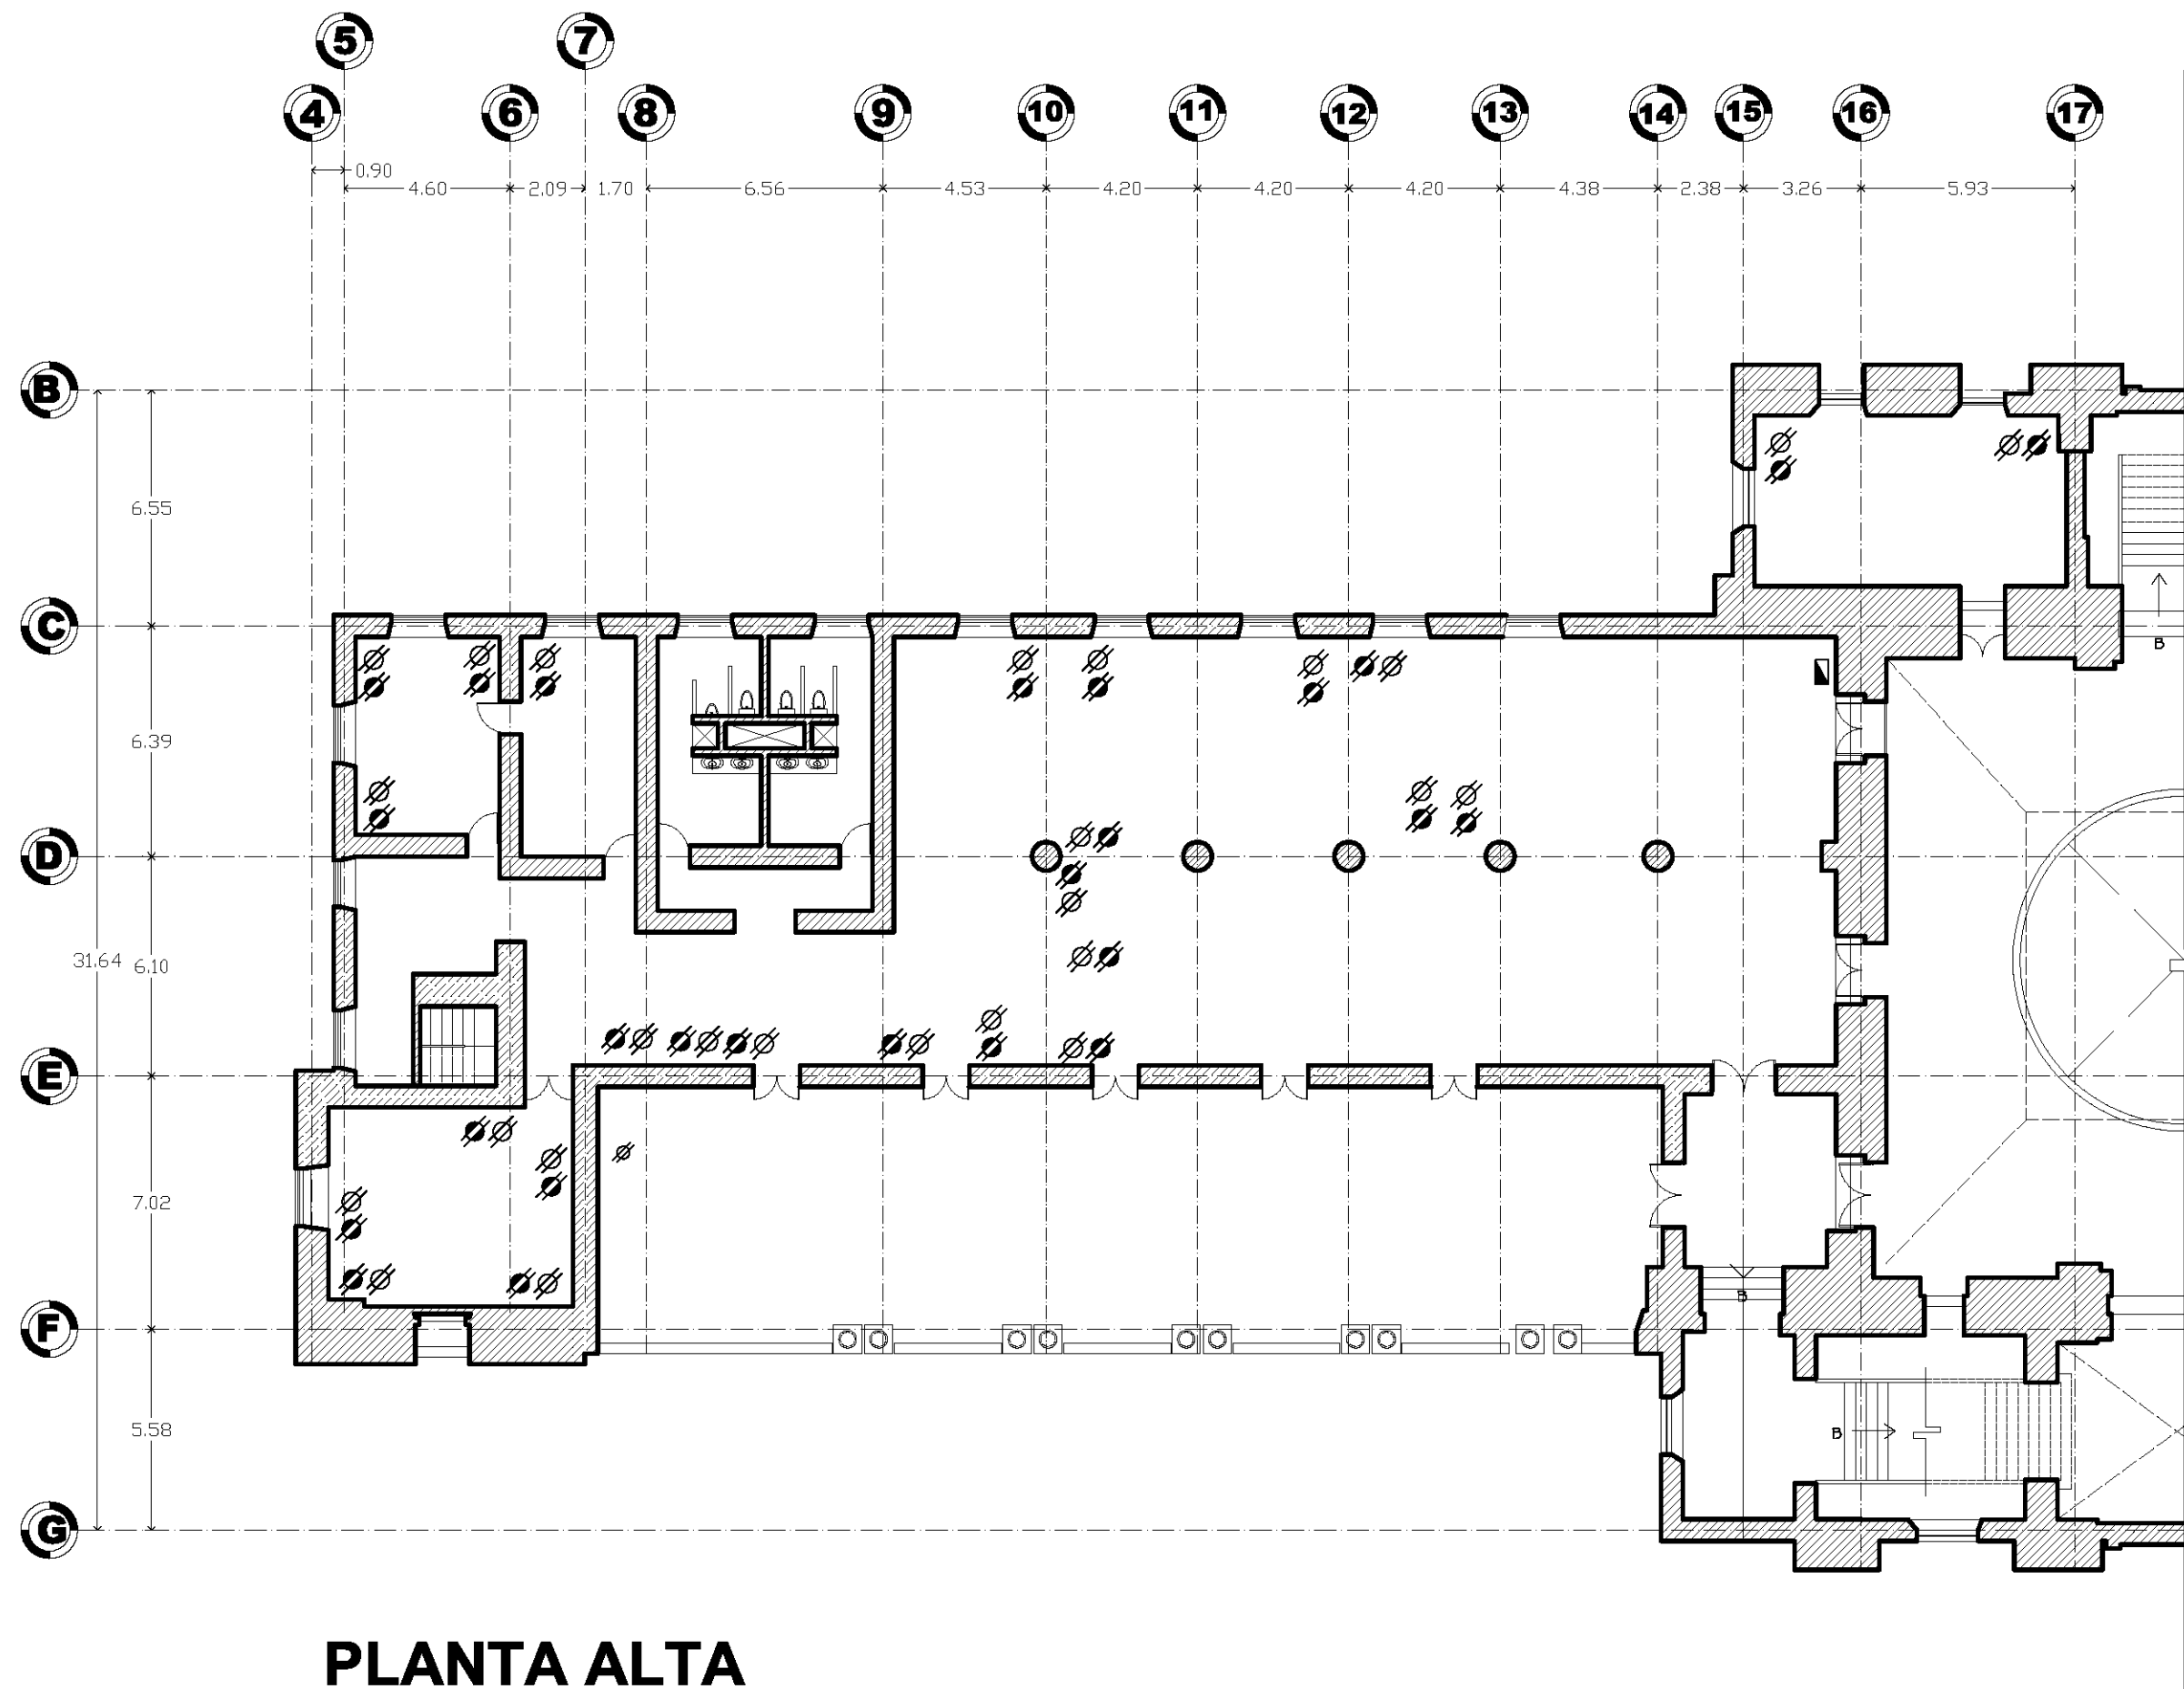 5 7
4 6 8 9 10 11 12 13 14 15 16 17
0.90
4.60 2.09 1.70 6.56 4.53 4.20 4.20 4.20 4.38 2.38 3.26 5.93
B
6.55
C
B
6.39
D
31.64 6.10
E
7.02
B
F
5.58
B
G
PLANTA ALTA